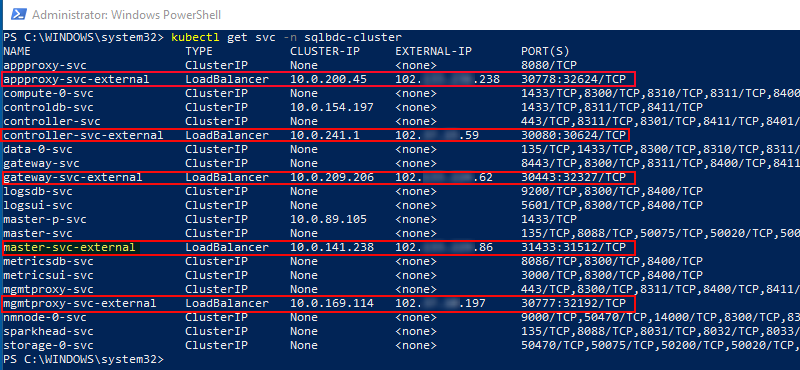 Administrator: Windows PowerShell
PS C:\WINDOWS\system32> kubectl get svc -n sqlbdc-cluster
NAME TYPE CLUSTER-IP EXTERNAL-IP PORT(S)
appproxy-svc ClusterIP None <none> 8080/TCP
appproxy-svc-external LoadBalancer 10.0.200.45 102. .238 30778:32624/TCP
compute-0-svc ClusterIP None <none> 1433/TCP,8300/TCP,8310/TCP,8311/TCP,8400
controldb-svc ClusterIP 10.0.154.197 <none> 1433/TCP,8311/TCP,8411/TCP
controller-svc ClusterIP None <none> 443/TCP,8311/TCP,8301/TCP,8411/TCP,8401/
controller-svc-external LoadBalancer 10.0.241.1 102. .59 30080:30624/TCP
data-0-svc ClusterIP None <none> 135/TCP,1433/TCP,8300/TCP,8310/TCP,8311/
gateway-svc ClusterIP None <none> 8443/TCP,8300/TCP,8311/TCP,8400/TCP,8411
gateway-svc-external LoadBalancer 10.0.209.206 102. .62 30443:32327/TCP
logsdb-svc ClusterIP None <none> 9200/TCP,8300/TCP,8400/TCP
logsui-svc ClusterIP None <none> 5601/TCP,8300/TCP,8400/TCP
master-p-svc ClusterIP 10.0.89.105 <none> 1433/TCP
master-svc ClusterIP None <none> 135/TCP,8088/TCP,50075/TCP,50020/TCP,500
master-svc-external LoadBalancer 10.0.141.238 102. .86 31433:31512/TCP
metricsdb-svc ClusterIP None <none> 8086/TCP,8300/TCP,8400/TCP
metricsui-svc ClusterIP None <none> 3000/TCP,8300/TCP,8400/TCP
mgmtproxy-svc ClusterIP None <none> 443/TCP,8300/TCP,8311/TCP,8400/TCP,8411/
mgmtproxy-svc-external LoadBalancer 10.0.169.114 102. .197 30777:32192/TCP
nmnode-0-svc ClusterIP None <none> 9000/TCP,50470/TCP,14000/TCP,8300/TCP,83
sparkhead-svc ClusterIP None <none> 135/TCP,8088/TCP,8031/TCP,8032/TCP,8033/
storage-0-svc ClusterIP None <none> 50470/TCP,50075/TCP,50200/TCP,50020/TCP,
PS C:\WINDOWS\system32>